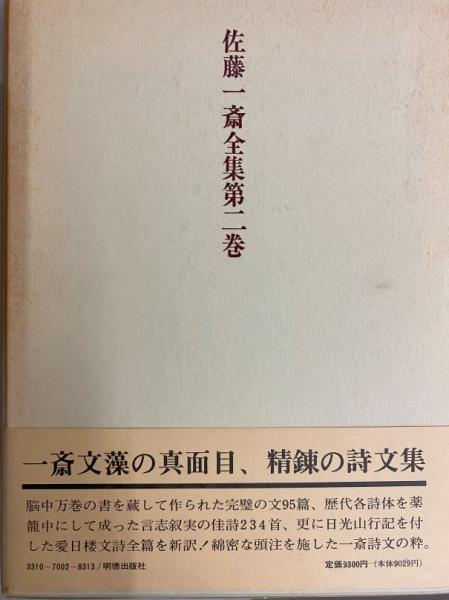 佐藤一斎全集第二巻
一斎文藻の真面目、精錬の詩文集
脳中万巻の書を蔵して作られた完璧の文95篇、歴代各詩体を薬
籠中にして成った言志叙実の佳詩234首、更に日光山行記を付
した愛日楼文詩全篇を新訳!綿密な頭注を施した一斎詩文の粋。
3310-7002-8313/明徳出版社 定価9300円-(本体9029円)